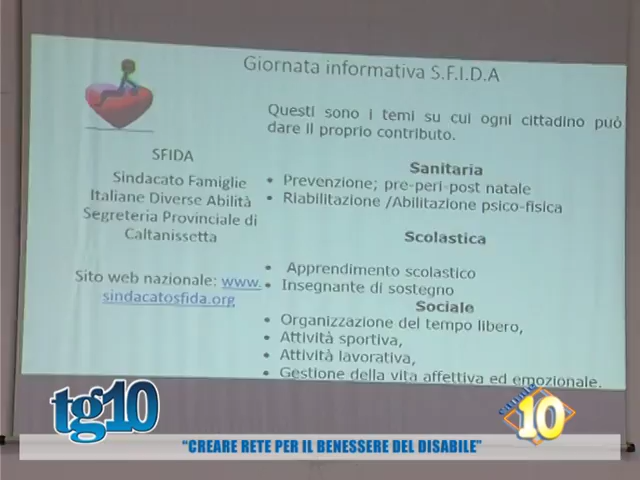 Giornata informativa S.F.I.D.A
Questi sono i temi su cui ogni cittadino può
dare il proprio contributo.
SFIDA
Sindacato Famiglie
Italiane Diverse Abilità
Segreteria Provinciale di
Caltanissetta
Sito web nazionale: www.
sindacatosfida.org
Sanitaria
• Prevenzione; pre-peri-post natale
• Riabilitazione /Abilitazione psico-fisica
Scolastica
• Apprendimento scolastico
• Insegnante di sostegno
Sociale
• Organizzazione del tempo libero,
• Attività sportiva,
• Attività lavorativa,
• Gestione della vita affettiva ed emozionale.
tg10
10
“CREARE RETE PER IL BENESSERE DEL DISABILE”